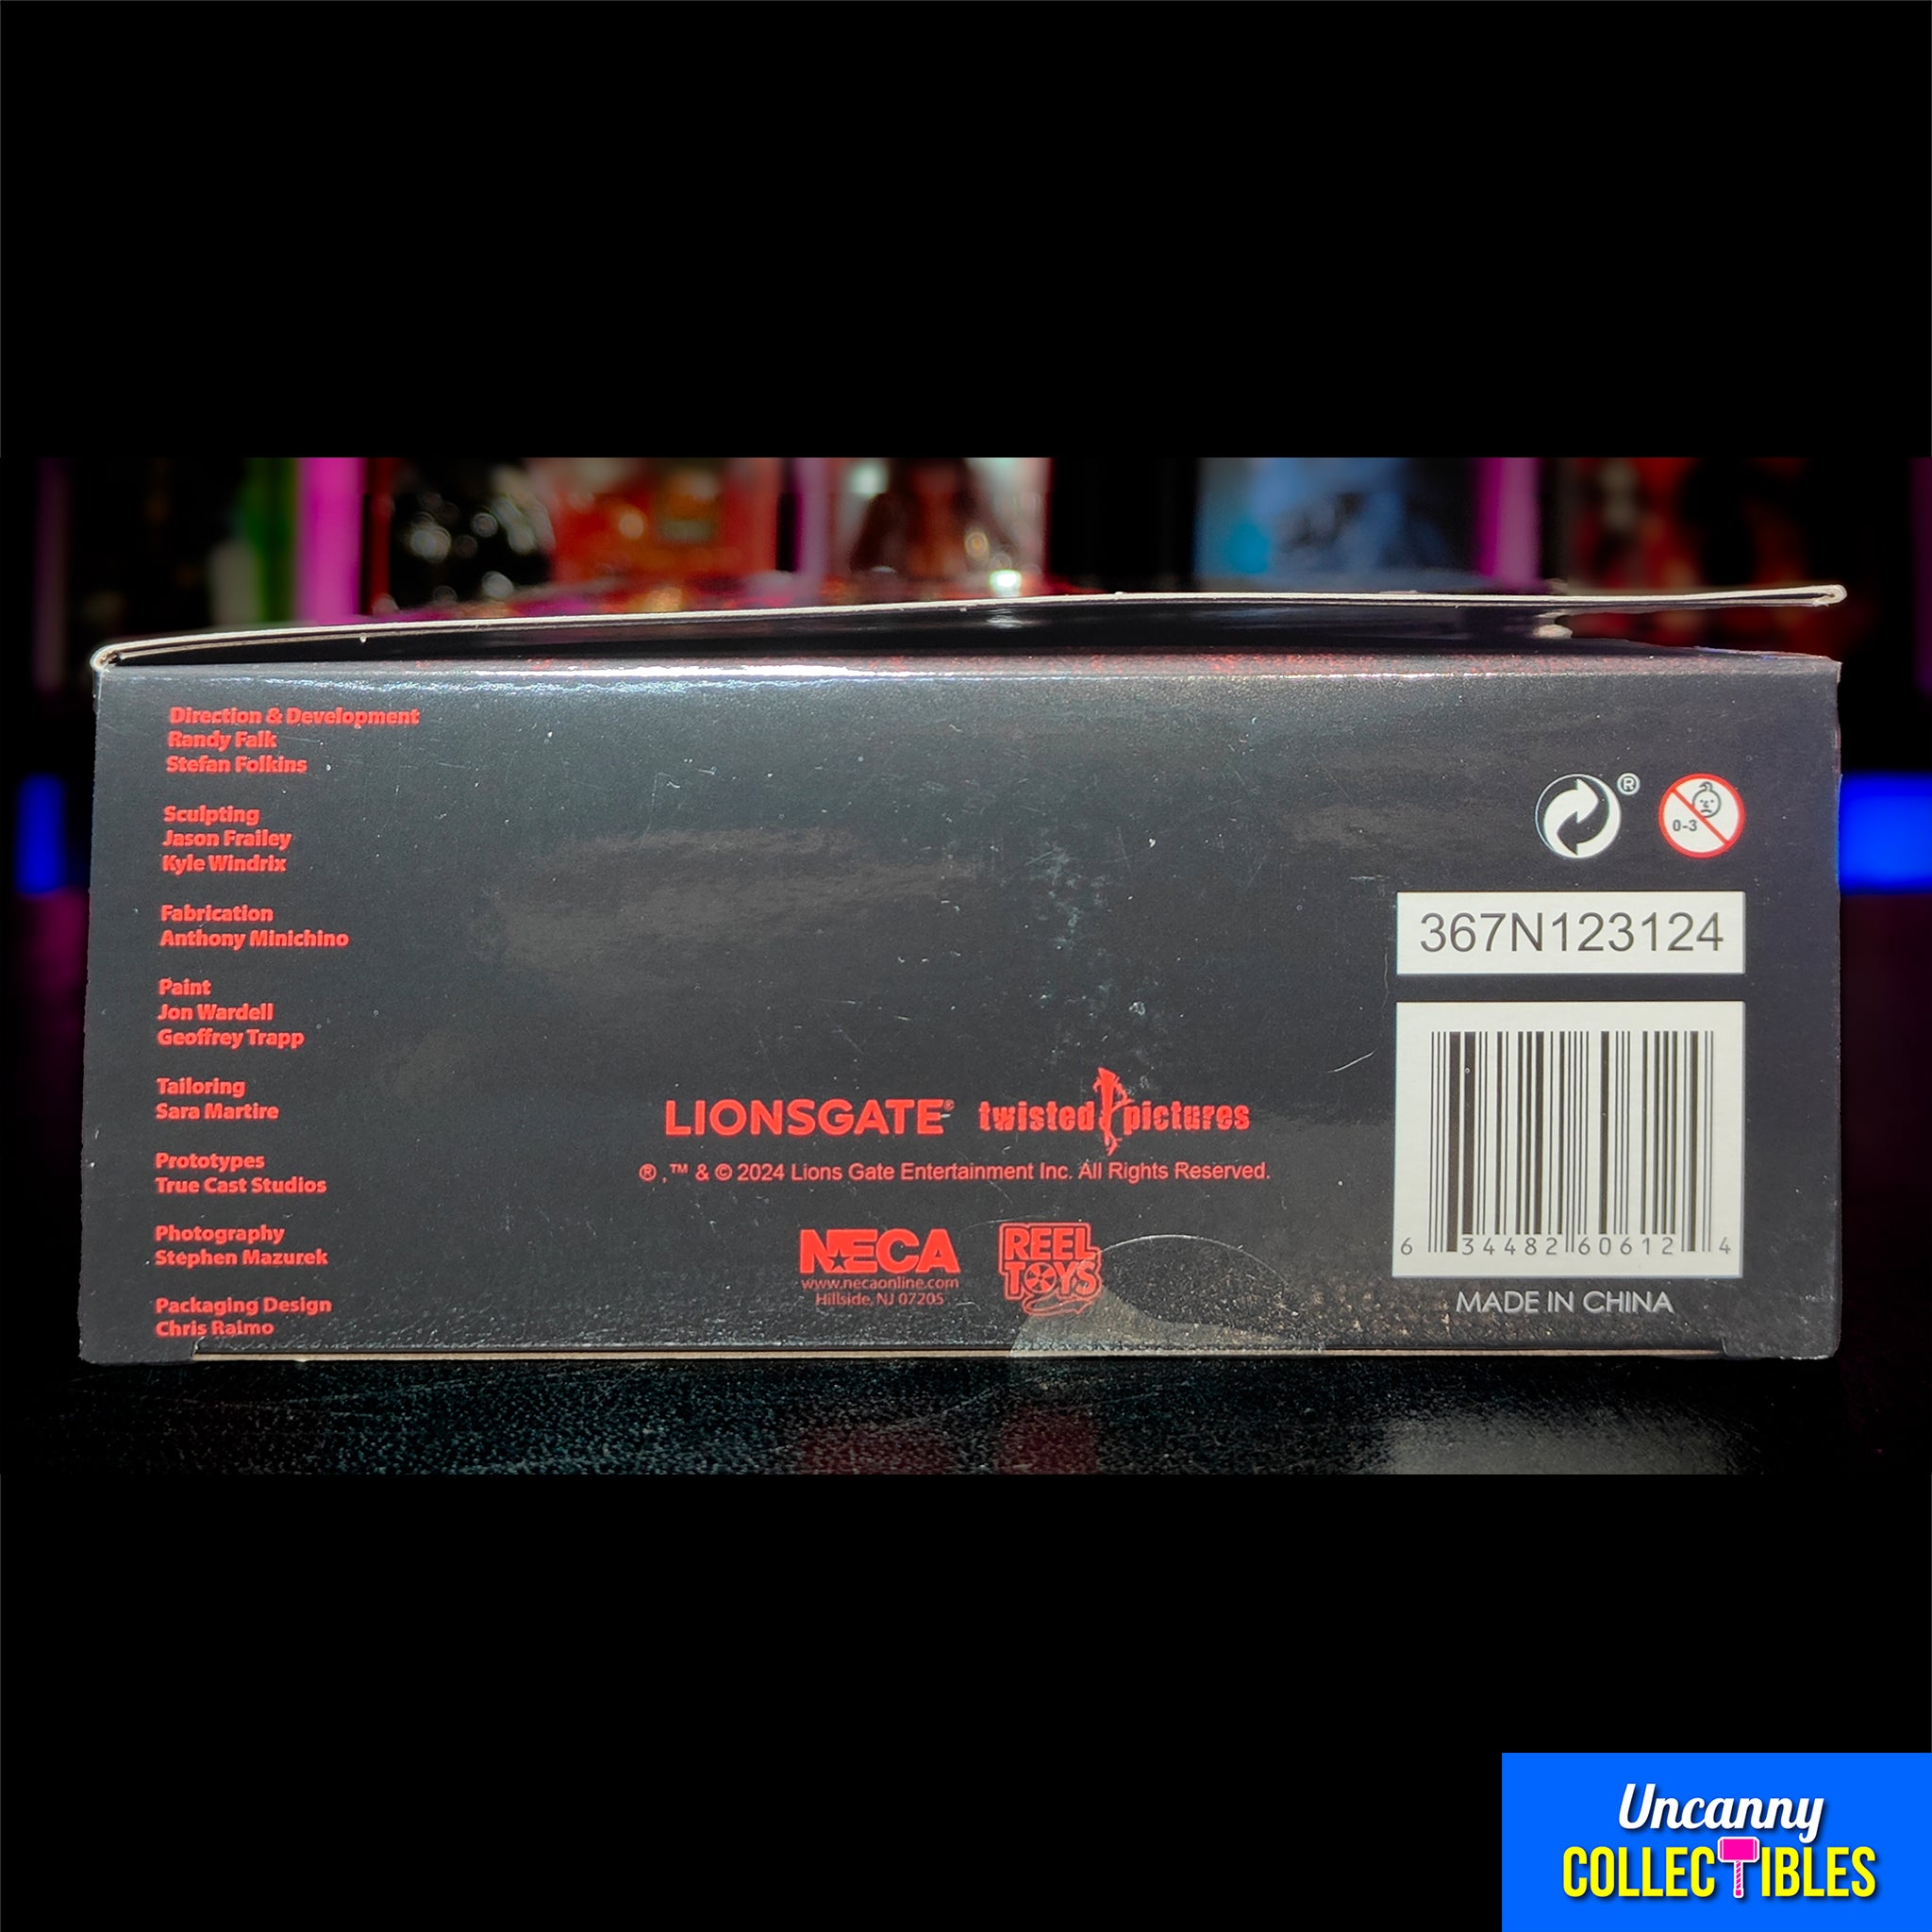 Direction & Development
Randy Falk
Stefan Folkins
Sculpting
Jason Frailey
Kyle Windrix
Fabrication
Anthony Minichino
Paint
Jon Wardell
Geoffrey Trapp
Tailoring
Sara Martire
Prototypes
True Cast Studios
Photography
Stephen Mazurek
Packaging Design
Chris Raimo
LIONSGATE® twisted pictures
® ,™ & © 2024 Lions Gate Entertainment Inc. All Rights Reserved.
NECA
www.necaonline.com
Hillside, NJ 07205
REEL
TOYS
®
0-3
367N123124
6 34482 60612 4
MADE IN CHINA
Uncanny
COLLECTIBLES